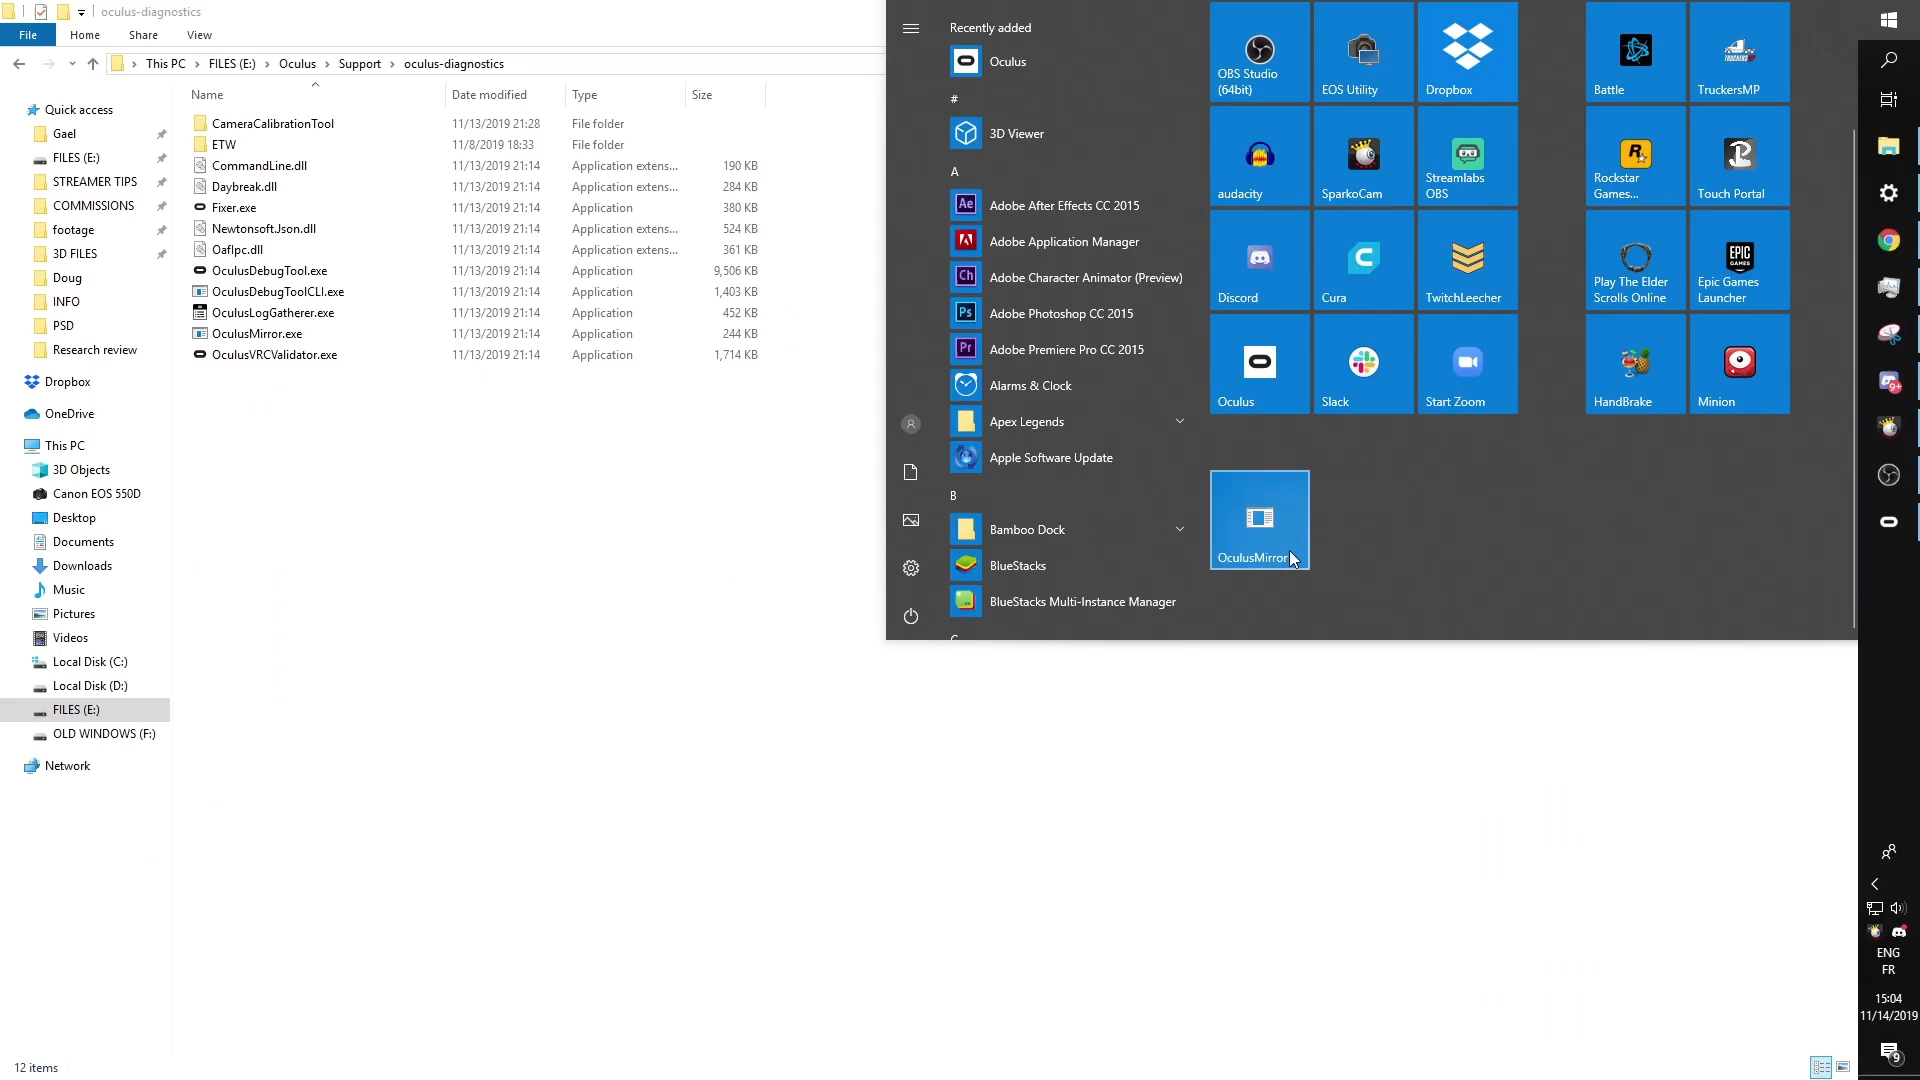 oculus-diagnostics
File Home Share View
This PC FILES (E:) Oculus Support oculus-diagnostics
Name Date modified Type Size
Quick access
Gael
FILES (E:)
STREAMER TIPS
COMMISSIONS
footage
3D FILES
Doug
INFO
PSD
Research review
Dropbox
OneDrive
This PC
3D Objects
Canon EOS 550D
Desktop
Documents
Downloads
Music
Pictures
Videos
Local Disk (C:)
Local Disk (D:)
FILES (E:)
OLD WINDOWS (F:)
Network
CameraCalibrationTool 11/13/2019 21:28 File folder
ETW 11/8/2019 18:33 File folder
CommandLine.dll 11/13/2019 21:14 Application extens... 190 KB
Daybreak.dll 11/13/2019 21:14 Application extens... 284 KB
Fixer.exe 11/13/2019 21:14 Application 380 KB
Newtonsoft.Json.dll 11/13/2019 21:14 Application extens... 524 KB
OafIpc.dll 11/13/2019 21:14 Application extens... 361 KB
OculusDebugTool.exe 11/13/2019 21:14 Application 9,506 KB
OculusDebugToolCLI.exe 11/13/2019 21:14 Application 1,403 KB
OculusLogGatherer.exe 11/13/2019 21:14 Application 452 KB
OculusMirror.exe 11/13/2019 21:14 Application 244 KB
OculusVRCValidator.exe 11/13/2019 21:14 Application 1,714 KB
12 items
Recently added
Oculus
#
3D Viewer
A
Ae Adobe After Effects CC 2015
Adobe Application Manager
Ch Adobe Character Animator (Preview)
Ps Adobe Photoshop CC 2015
Pr Adobe Premiere Pro CC 2015
Alarms & Clock
Apex Legends
Apple Software Update
B
Bamboo Dock
BlueStacks
BlueStacks Multi-Instance Manager
OBS Studio
(64bit)
EOS Utility
Dropbox
Battle
TruckersMP
audacity
SparkoCam
Streamlabs
OBS
Rockstar
Games...
Touch Portal
Discord
Cura
TwitchLeecher
Play The Elder
Scrolls Online
EPIC
GAMES
Epic Games
Launcher
Oculus
Slack
Start Zoom
HandBrake
Minion
OculusMirror
9+
ENG
FR
15:04
11/14/2019
9